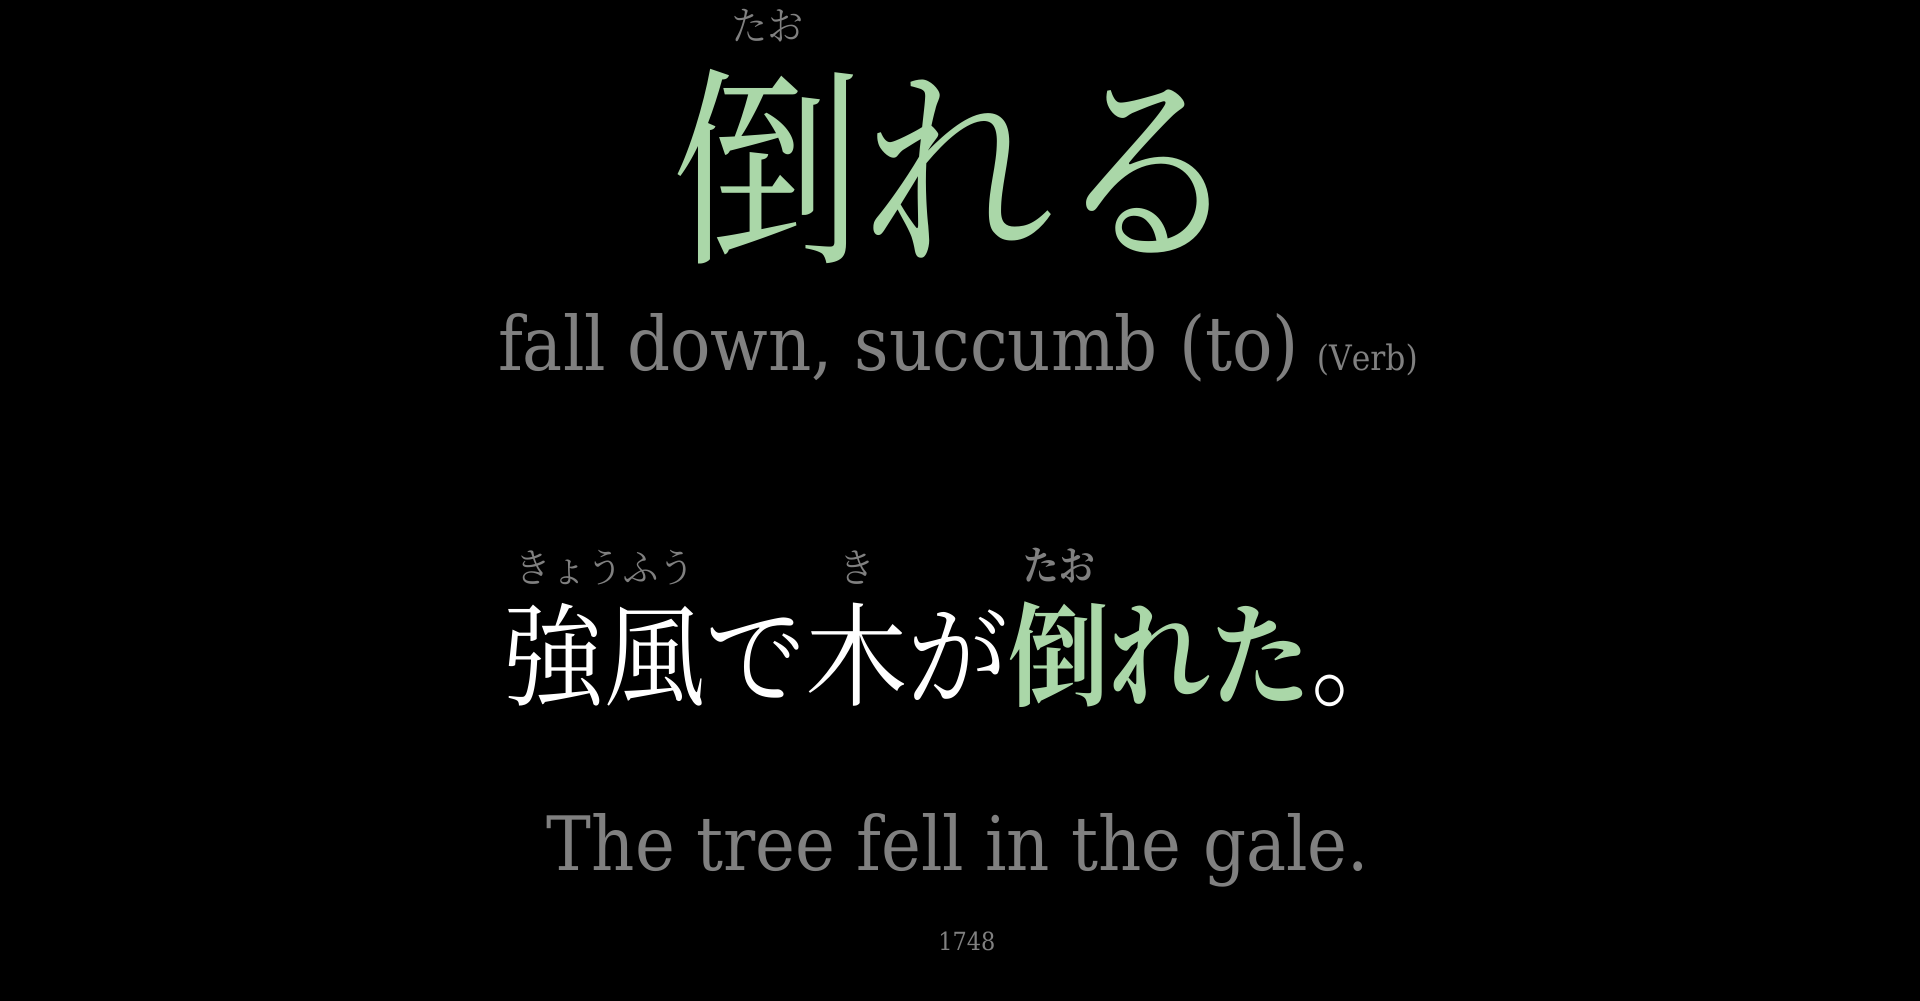 たお
倒れる
fall down, succumb (to) (Verb)
きょうふう き たお
強風で木が倒れた。
The tree fell in the gale.
1748